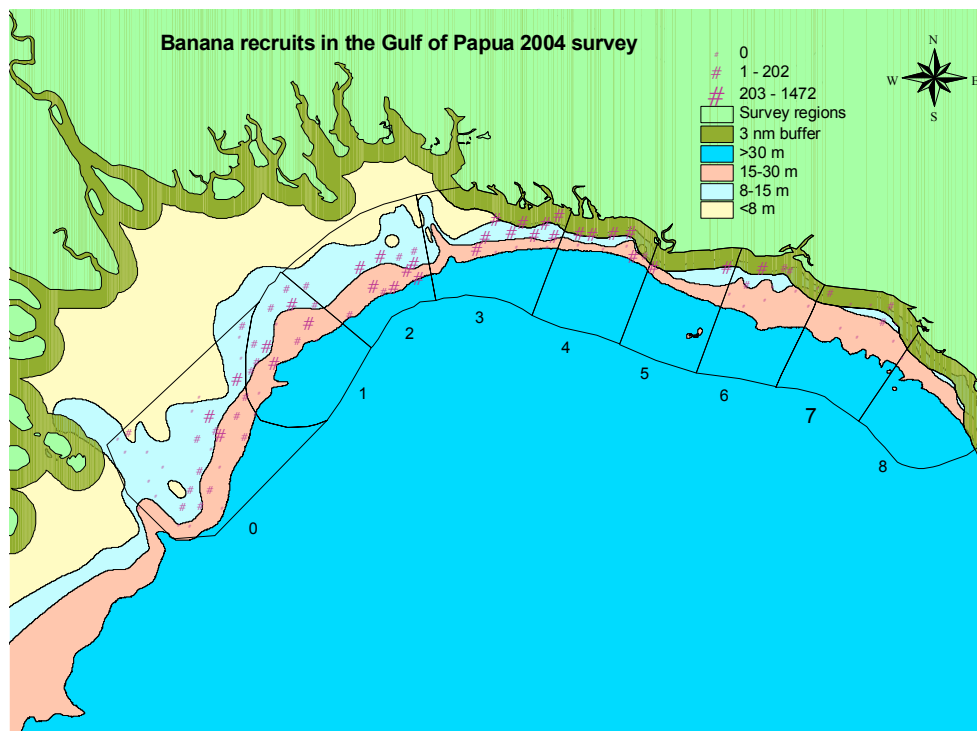 Banana recruits in the Gulf of Papua 2004 survey
0
1 - 202
203 - 1472
Survey regions
3 nm buffer
>30 m
15-30 m
8-15 m
<8 m
N
W E
S
0
1
2
3
4
5
6
7
8